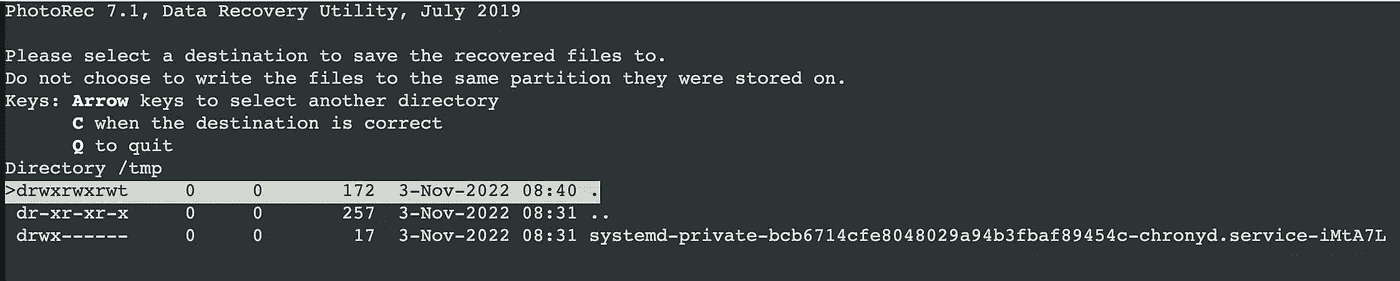 PhotoRec 7.1, Data Recovery Utility, July 2019
Please select a destination to save the recovered files to.
Do not choose to write the files to the same partition they were stored on.
Keys: Arrow keys to select another directory
C when the destination is correct
Q to quit
Directory /tmp
>drwxrwxrwt 0 0 172 3-Nov-2022 08:40 .
dr-xr-xr-x 0 0 257 3-Nov-2022 08:31 ..
drwx------ 0 0 17 3-Nov-2022 08:31 systemd-private-bcb6714cfe8048029a94b3fbaf89454c-chronyd.service-iMtA7L